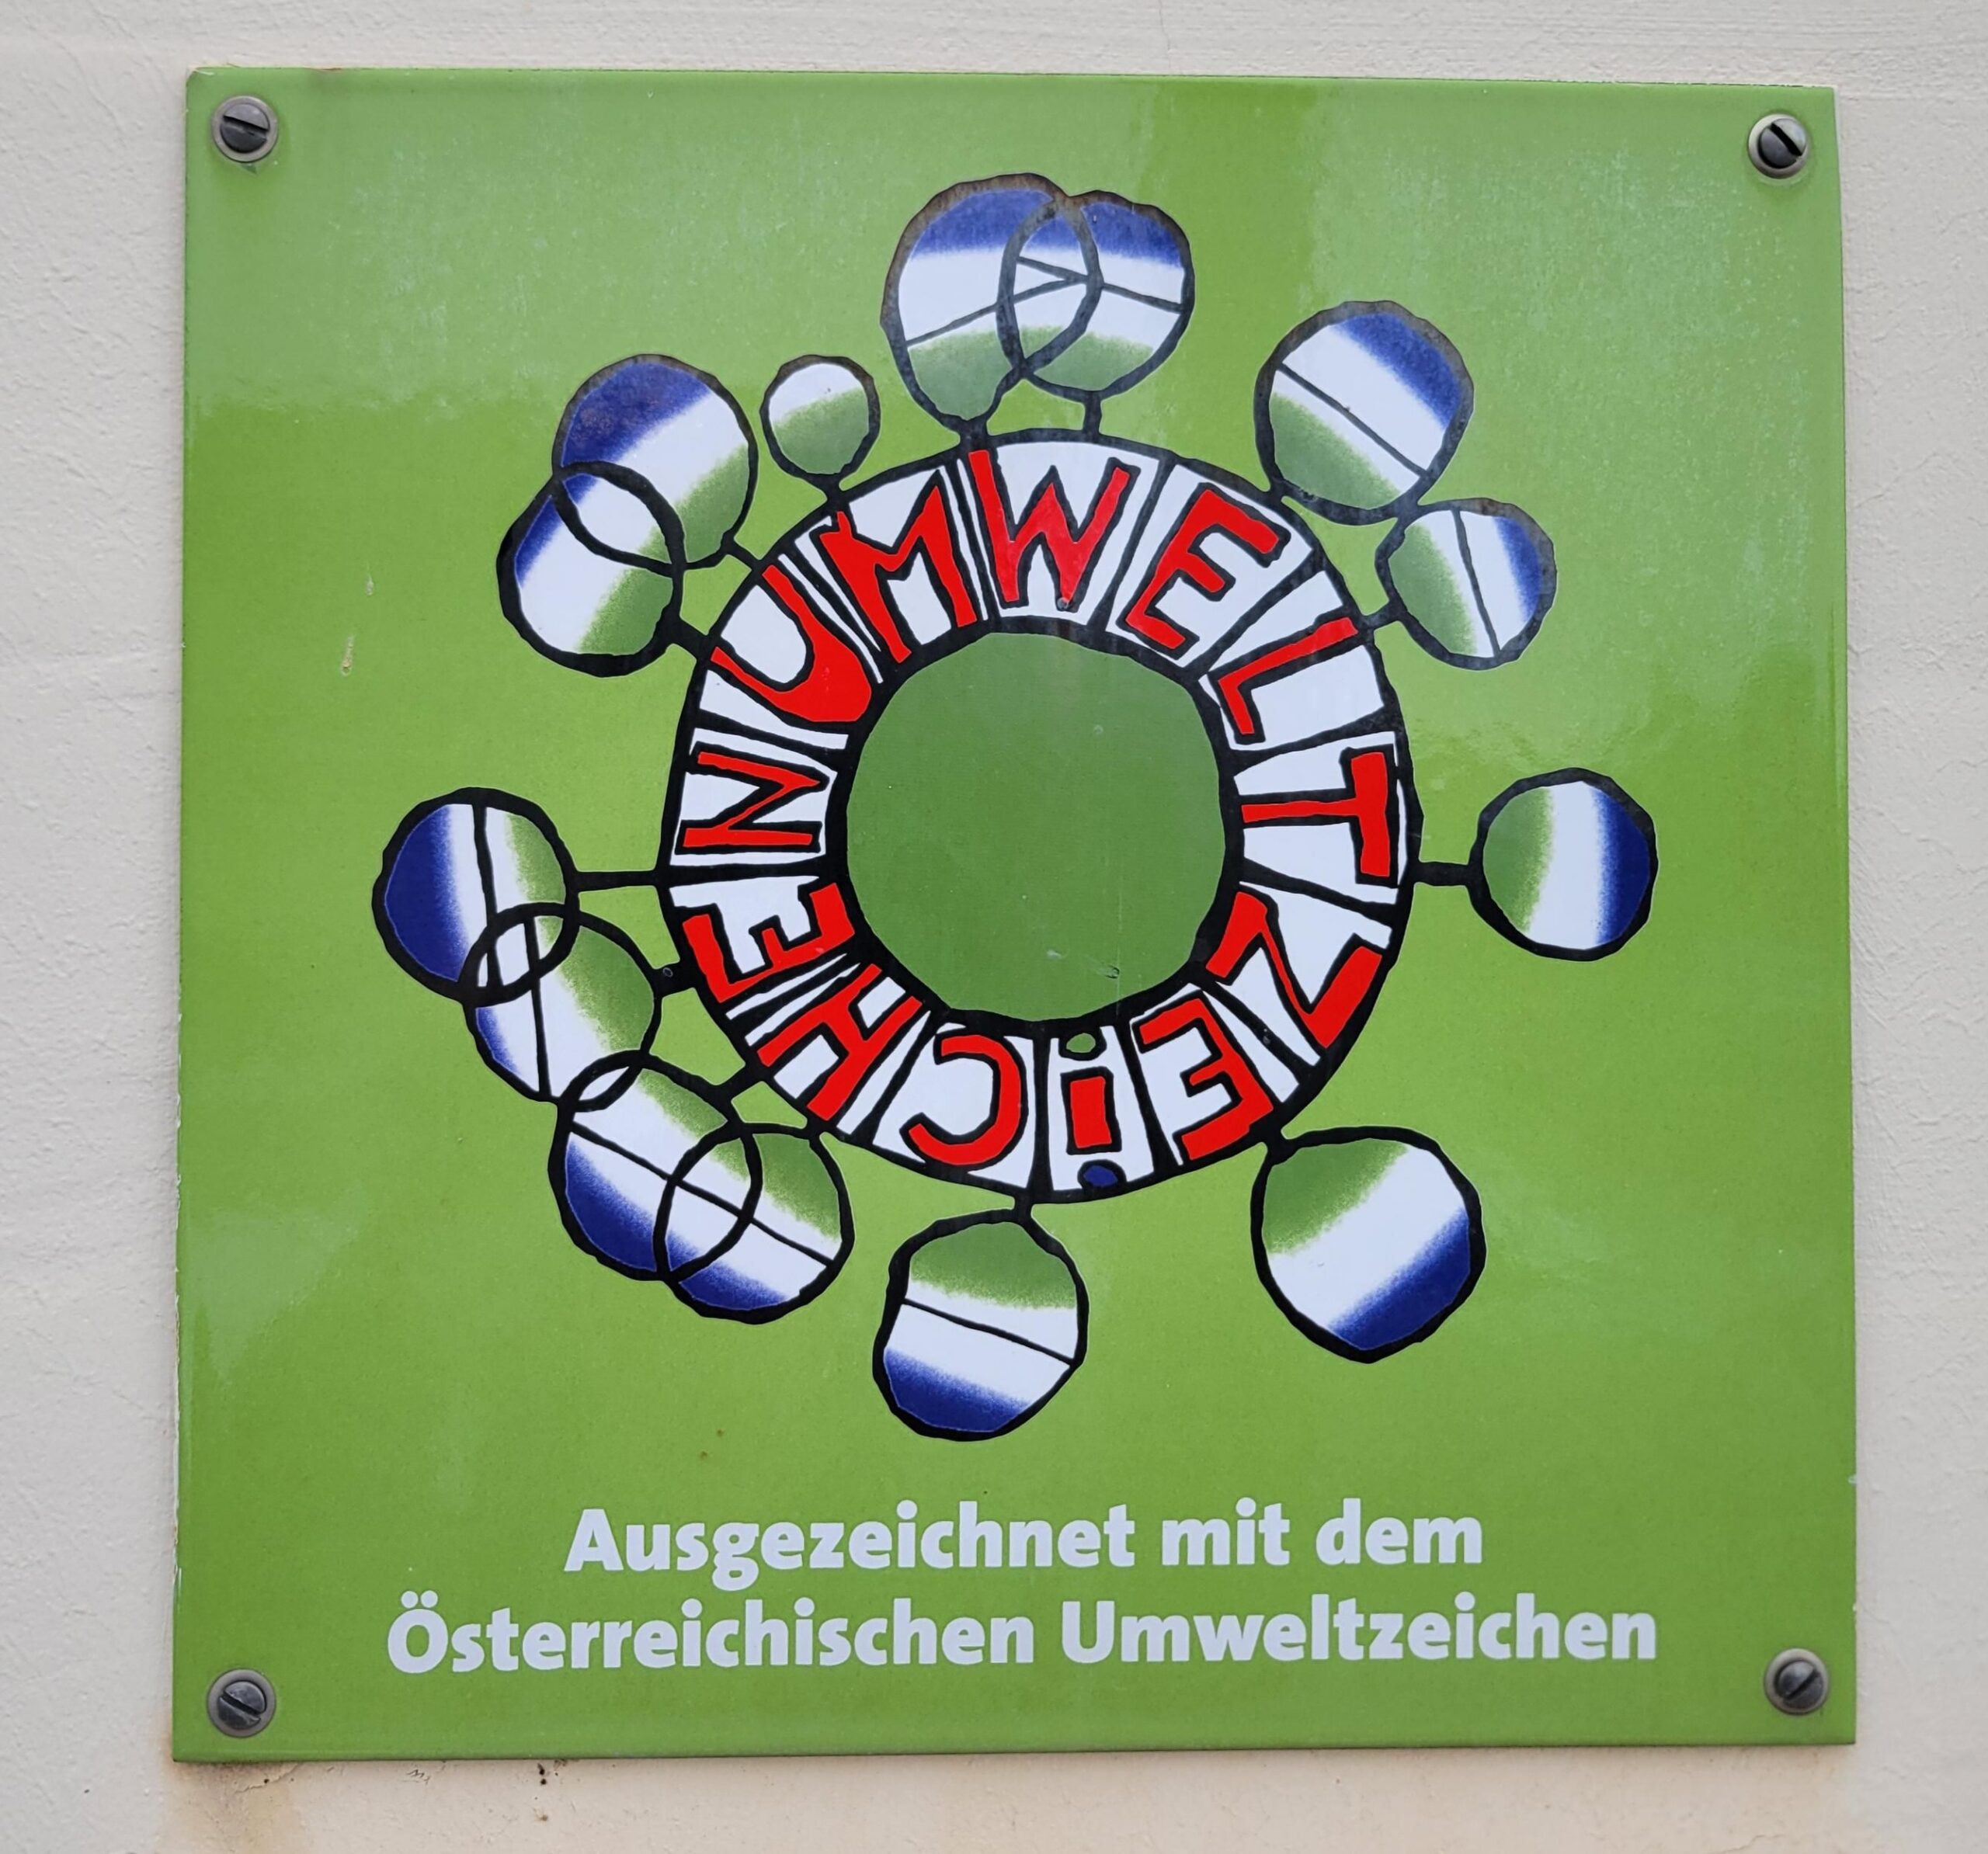 UMWELTZEiCHEN
Ausgezeichnet mit dem
Österreichischen Umweltzeichen